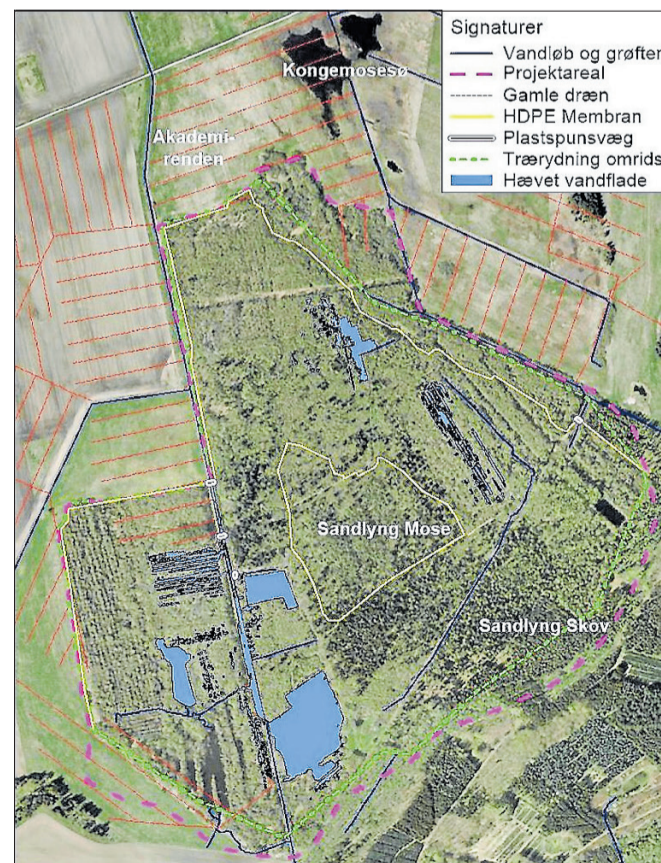 Signaturer
Vandløb og grøfter
Projektareal
Gamle dræn
HDPE Membran
Plastspunsvæg
Trærydning omrids
Hævet vandflade
Kongemosesø
Akademi-
renden
Sandlyng Mose
Sandlyng Skov